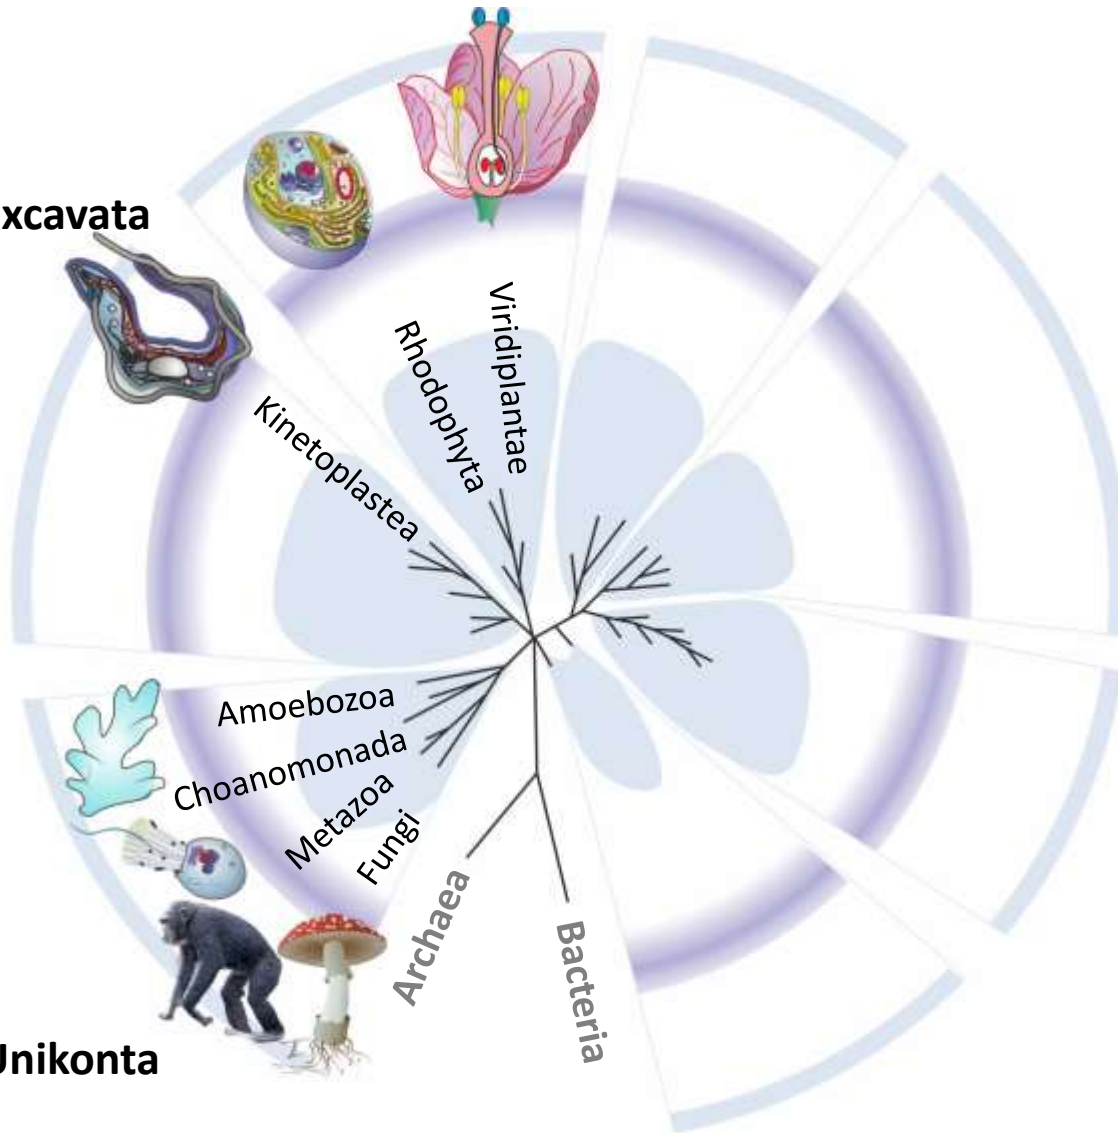 xcavata
Viridiplantae
Rhodophyta
Kinetoplastea
Amoebozoa
Choanomonada
Metazoa
Fungi
Archaea
Bacteria
Unikonta